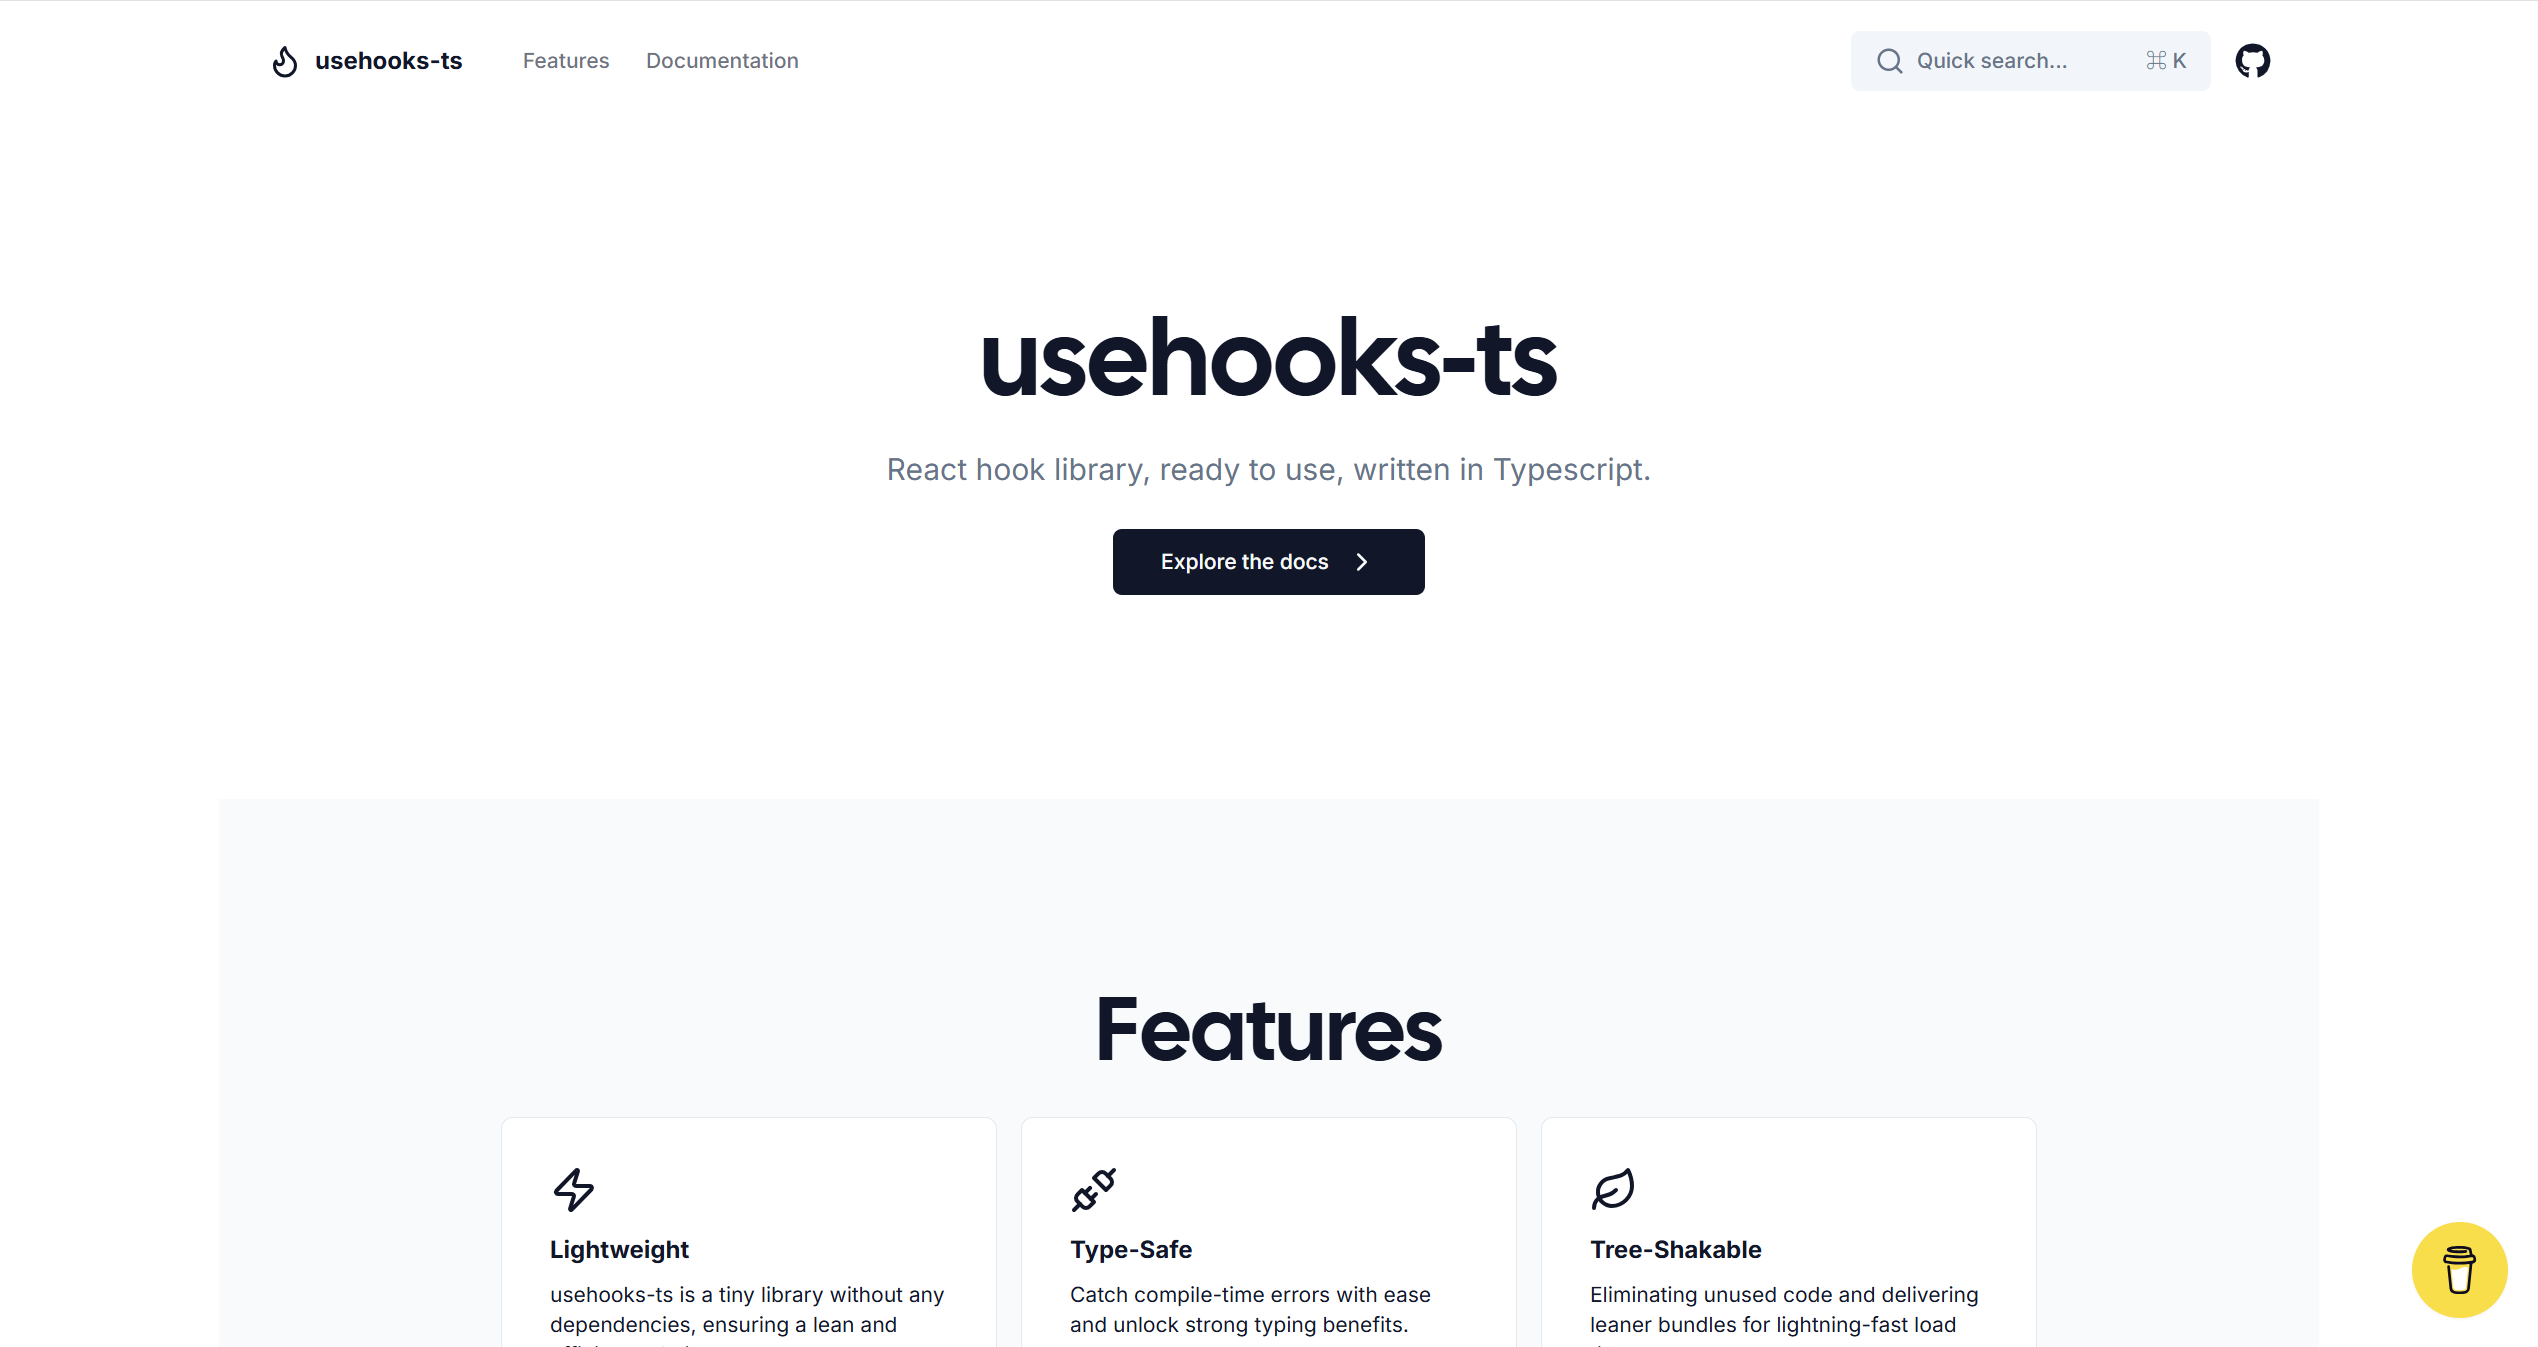 usehooks-ts
Features
Documentation
Quick search...
⌘ K
usehooks-ts
React hook library, ready to use, written in Typescript.
Explore the docs
Features
Lightweight
usehooks-ts is a tiny library without any
dependencies, ensuring a lean and
Type-Safe
Catch compile-time errors with ease
and unlock strong typing benefits.
Tree-Shakable
Eliminating unused code and delivering
leaner bundles for lightning-fast load